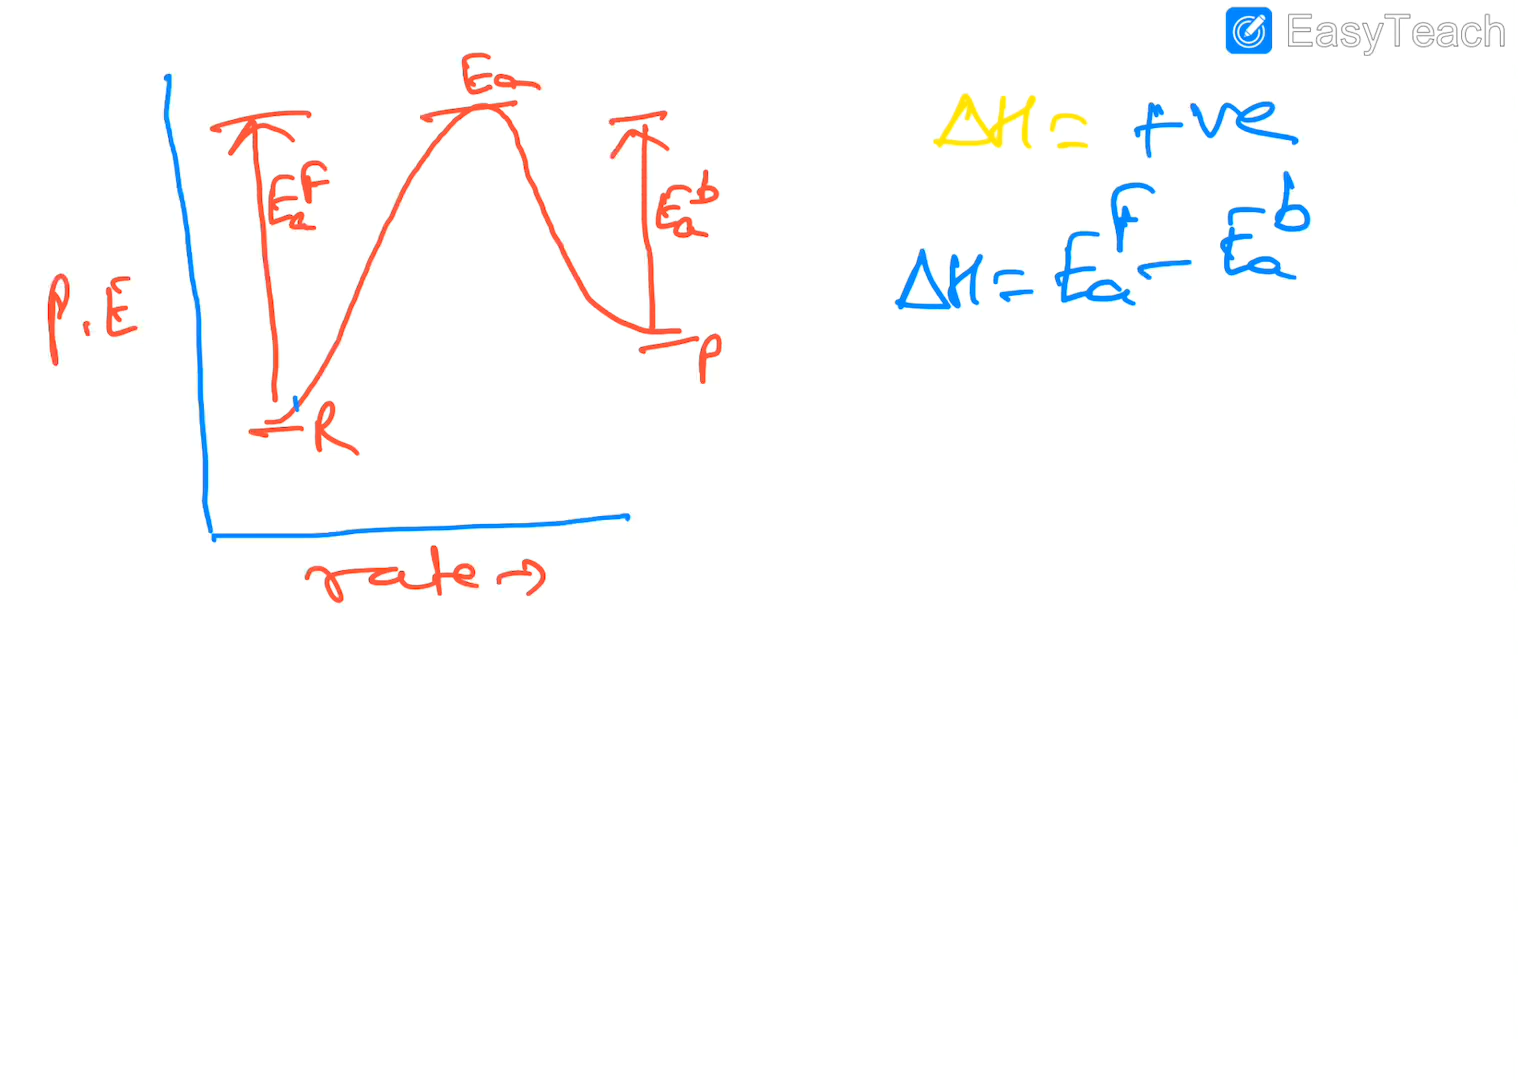 EasyTeach
Ea
ΔH = +ve
Ea^F
Ea^b
ΔH = Ea^F - Ea^b
P.E
P
R
rate →